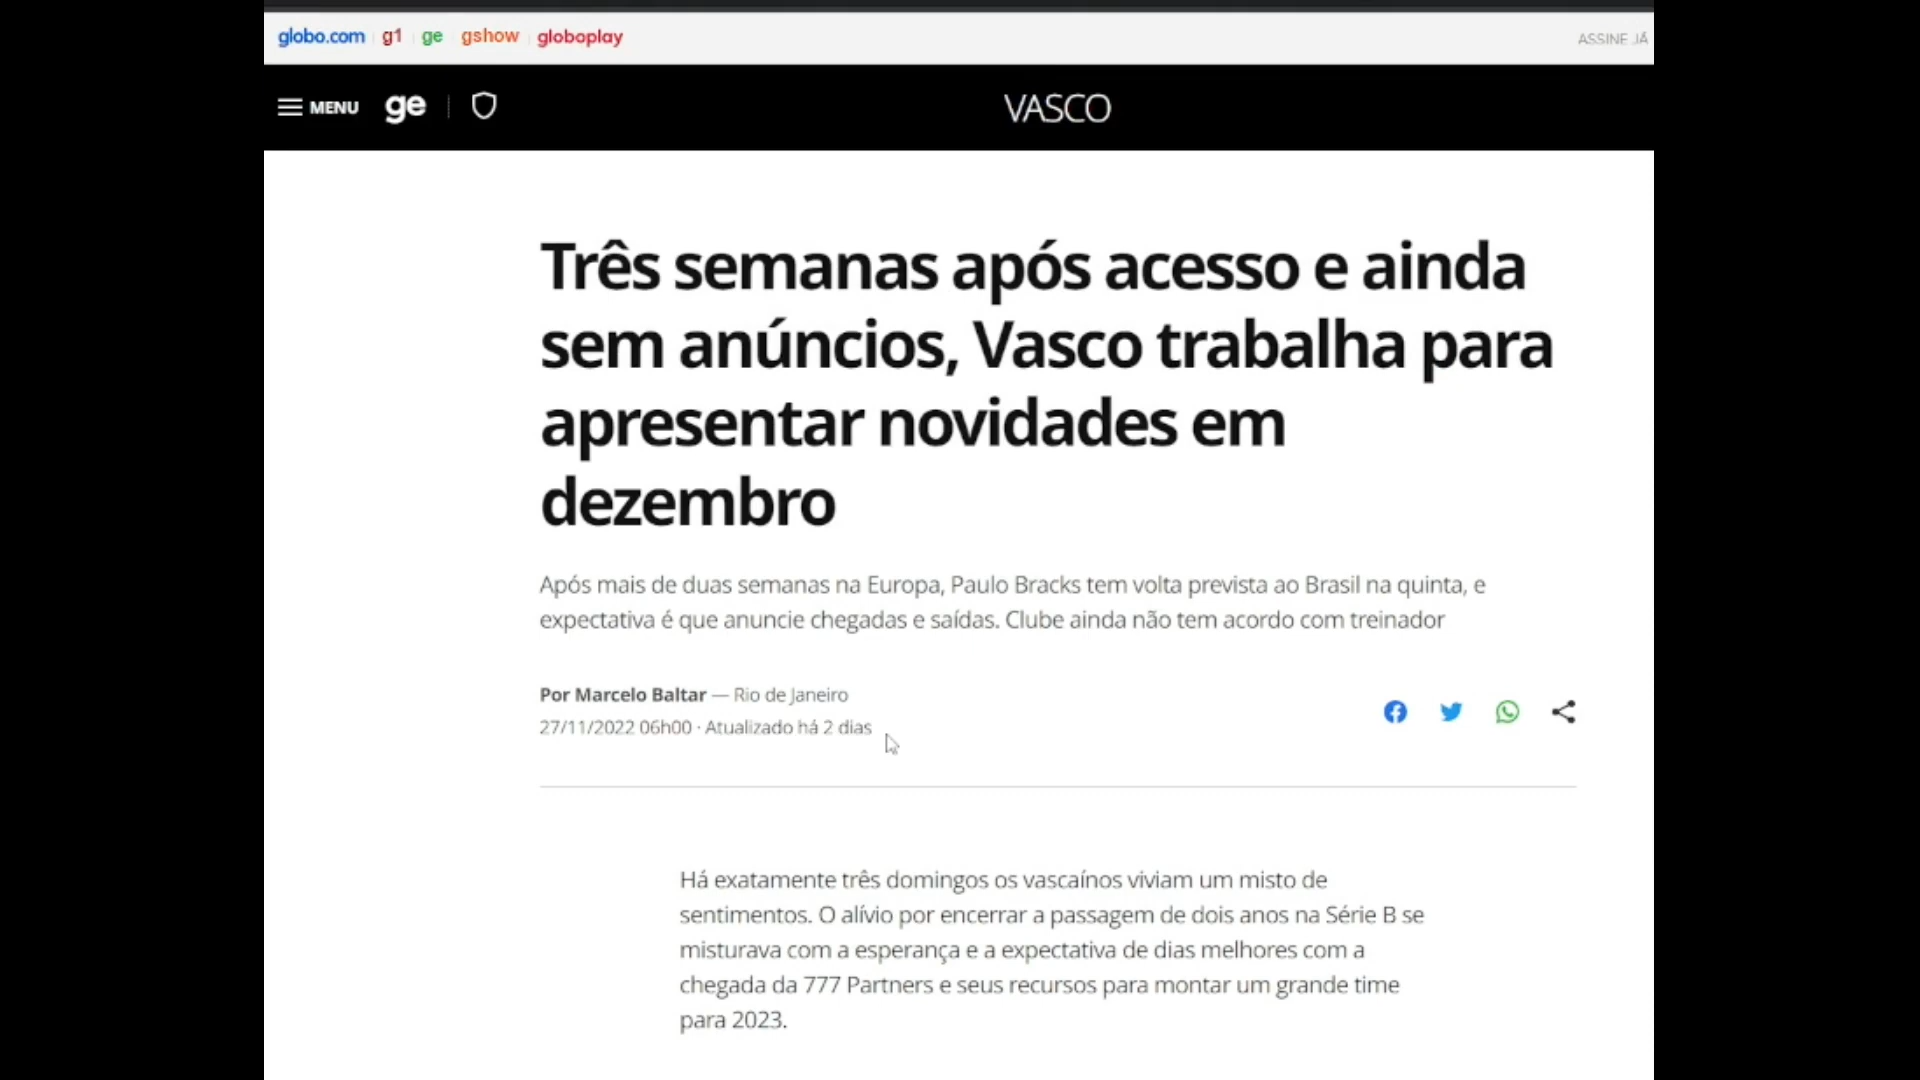 globo.com g1 ge gshow globoplay ASSINE JÁ
MENU ge VASCO
Três semanas após acesso e ainda
sem anúncios, Vasco trabalha para
apresentar novidades em
dezembro
Após mais de duas semanas na Europa, Paulo Bracks tem volta prevista ao Brasil na quinta, e
expectativa é que anuncie chegadas e saídas. Clube ainda não tem acordo com treinador
Por Marcelo Baltar — Rio de Janeiro
27/11/2022 06h00 · Atualizado há 2 dias
Há exatamente três domingos os vascaínos viviam um misto de
sentimentos. O alívio por encerrar a passagem de dois anos na Série B se
misturava com a esperança e a expectativa de dias melhores com a
chegada da 777 Partners e seus recursos para montar um grande time
para 2023.